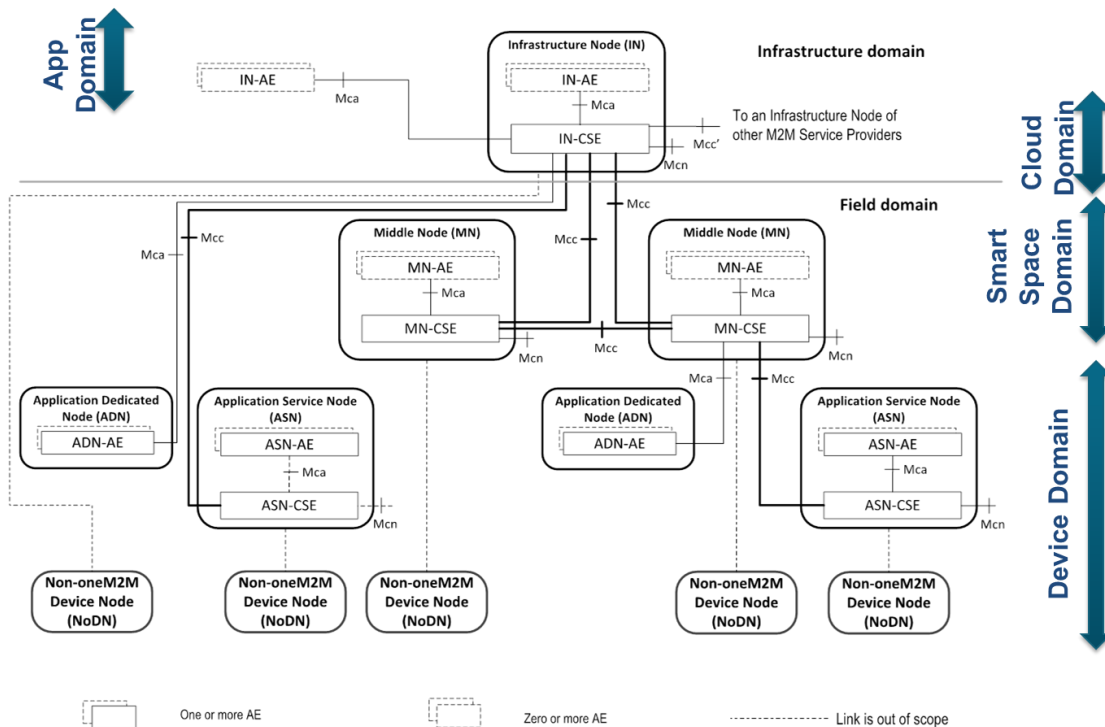 App
Domain
Infrastructure Node (IN)
Infrastructure domain
IN-AE
IN-AE
Mca
Mca
To an Infrastructure Node of
other M2M Service Providers
IN-CSE
Mcc'
Mcn
Cloud
Domain
Mcc
Field domain
Mcc
Mca
Mcc
Middle Node (MN)
Middle Node (MN)
MN-AE
MN-AE
Mca
Mca
MN-CSE
MN-CSE
Mcc
Mcn
Mcn
Smart
Space
Domain
Mca
Mcc
Application Dedicated
Node (ADN)
ADN-AE
Application Service Node
(ASN)
ASN-AE
Mca
ASN-CSE
Mcn
Application Dedicated
Node (ADN)
ADN-AE
Application Service Node
(ASN)
ASN-AE
Mca
ASN-CSE
Mcn
Device Domain
Non-oneM2M
Device Node
(NoDN)
Non-oneM2M
Device Node
(NoDN)
Non-oneM2M
Device Node
(NoDN)
Non-oneM2M
Device Node
(NoDN)
Non-oneM2M
Device Node
(NoDN)
One or more AE
Zero or more AE
Link is out of scope